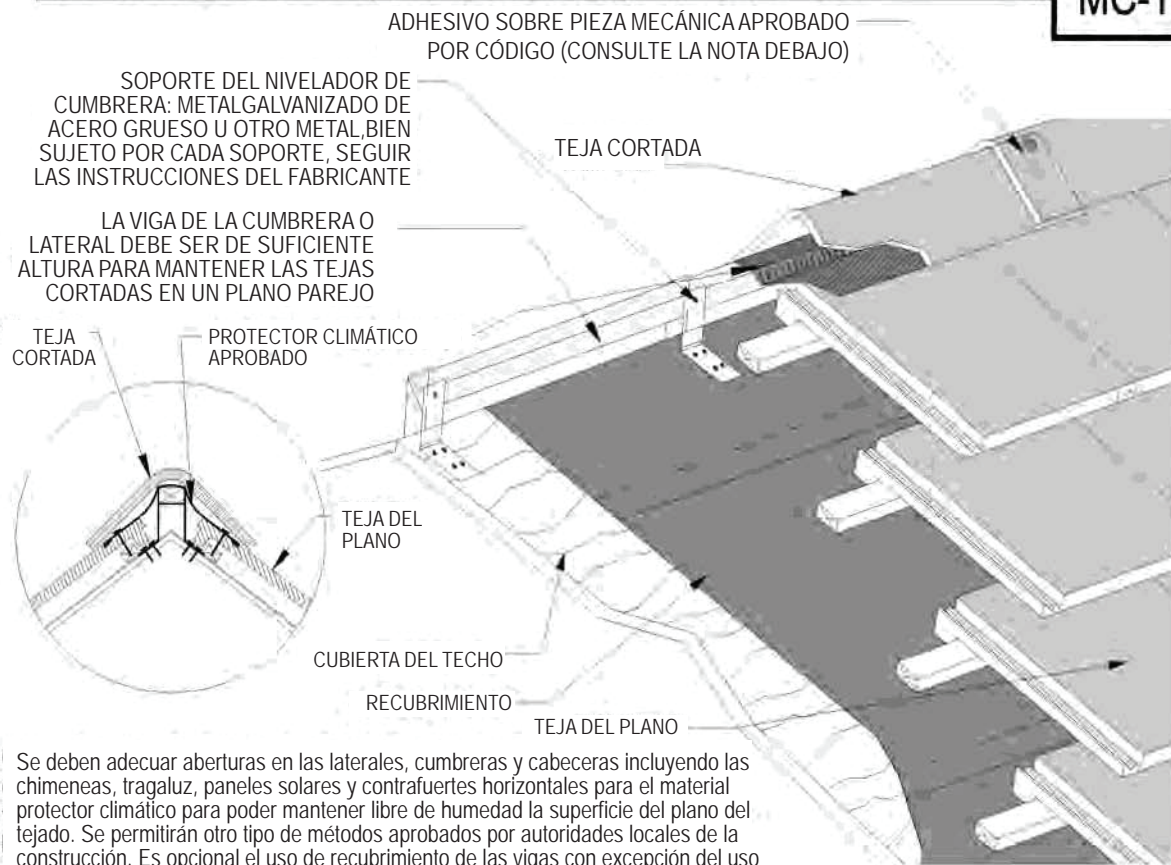 MC-1
ADHESIVO SOBRE PIEZA MECÁNICA APROBADO
POR CÓDIGO (CONSULTE LA NOTA DEBAJO)
SOPORTE DEL NIVELADOR DE
CUMBRERA: METALGALVANIZADO DE
ACERO GRUESO U OTRO METAL,BIEN
SUJETO POR CADA SOPORTE, SEGUIR
LAS INSTRUCCIONES DEL FABRICANTE
TEJA CORTADA
LA VIGA DE LA CUMBRERA O
LATERAL DEBE SER DE SUFICIENTE
ALTURA PARA MANTENER LAS TEJAS
CORTADAS EN UN PLANO PAREJO
TEJA
CORTADA
PROTECTOR CLIMÁTICO
APROBADO
TEJA DEL
PLANO
CUBIERTA DEL TECHO
RECUBRIMIENTO
TEJA DEL PLANO
Se deben adecuar aberturas en las laterales, cumbreras y cabeceras incluyendo las
chimeneas, tragaluz, paneles solares y contrafuertes horizontales para el material
protector climático para poder mantener libre de humedad la superficie del plano del
tejado. Se permitirán otro tipo de métodos aprobados por autoridades locales de la
construcción. Es opcional el uso de recubrimiento de las vigas con excepción del uso